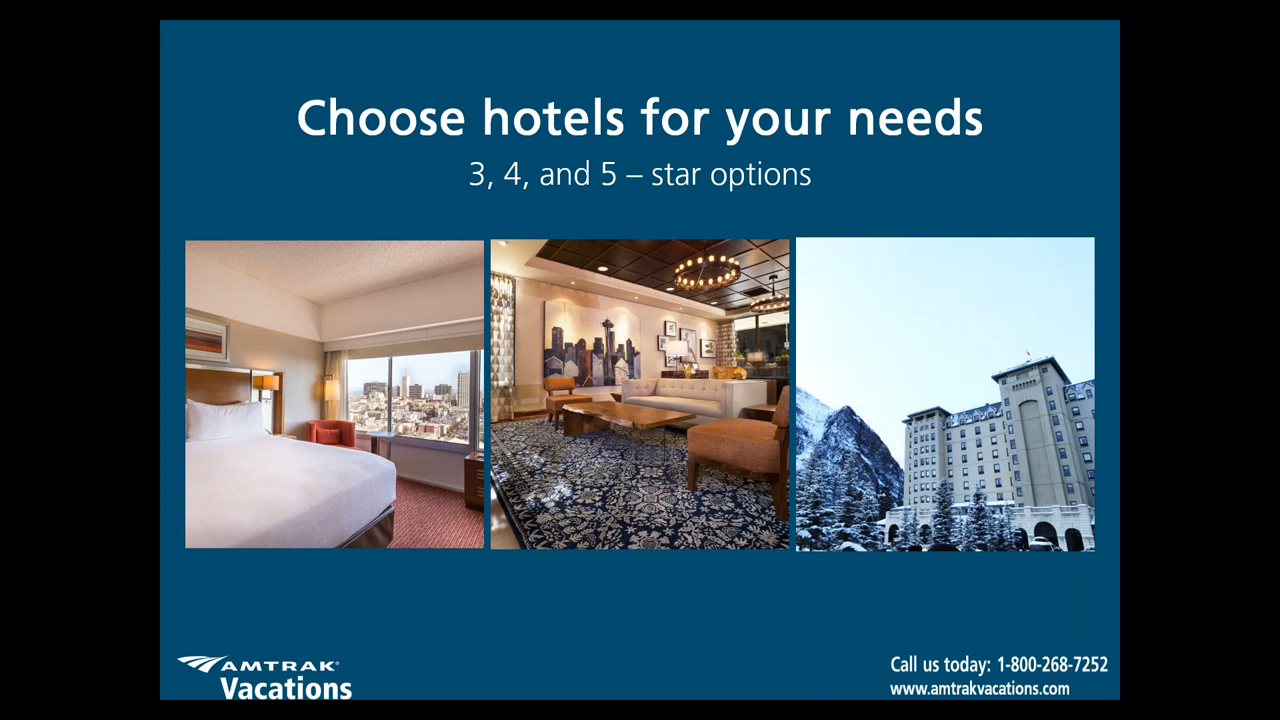 Choose hotels for your needs
3, 4, and 5 – star options
AMTRAK®
Vacations
Call us today: 1-800-268-7252
www.amtrakvacations.com